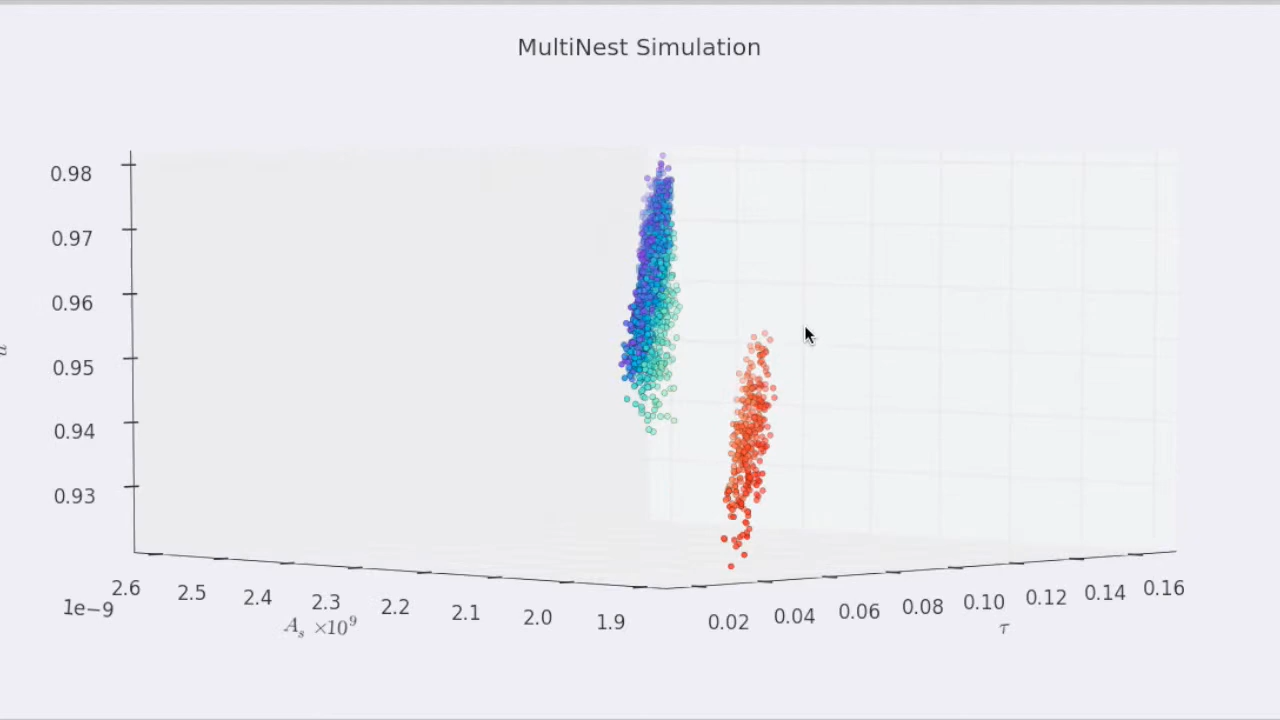 MultiNest Simulation
0.98
0.97
0.96
0.95
0.94
0.93
2.6 2.5 2.4 2.3 2.2 2.1 2.0 1.9
1e−9
A_s ×10^9
0.02 0.04 0.06 0.08 0.10 0.12 0.14 0.16
τ